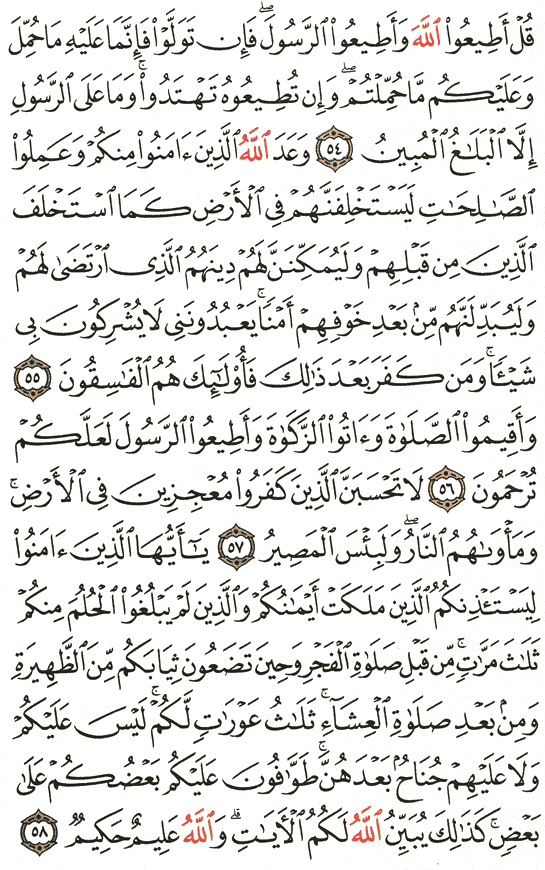 قُلْ أَطِيعُوا۟ ٱللَّهَ وَأَطِيعُوا۟ ٱلرَّسُولَ ۖ فَإِن تَوَلَّوْا۟ فَإِنَّمَا عَلَيْهِ مَا حُمِّلَ
وَعَلَيْكُم مَّا حُمِّلْتُمْ ۖ وَإِن تُطِيعُوهُ تَهْتَدُوا۟ ۚ وَمَا عَلَى ٱلرَّسُولِ
إِلَّا ٱلْبَلَٰغُ ٱلْمُبِينُ ٥٤ وَعَدَ ٱللَّهُ ٱلَّذِينَ ءَامَنُوا۟ مِنكُمْ وَعَمِلُوا۟
ٱلصَّٰلِحَٰتِ لَيَسْتَخْلِفَنَّهُمْ فِى ٱلْأَرْضِ كَمَا ٱسْتَخْلَفَ
ٱلَّذِينَ مِن قَبْلِهِمْ وَلَيُمَكِّنَنَّ لَهُمْ دِينَهُمُ ٱلَّذِى ٱرْتَضَىٰ لَهُمْ
وَلَيُبَدِّلَنَّهُم مِّنۢ بَعْدِ خَوْفِهِمْ أَمْنًا ۚ يَعْبُدُونَنِى لَا يُشْرِكُونَ بِى
شَيْـًٔا ۚ وَمَن كَفَرَ بَعْدَ ذَٰلِكَ فَأُو۟لَٰٓئِكَ هُمُ ٱلْفَٰسِقُونَ ٥٥
وَأَقِيمُوا۟ ٱلصَّلَوٰةَ وَءَاتُوا۟ ٱلزَّكَوٰةَ وَأَطِيعُوا۟ ٱلرَّسُولَ لَعَلَّكُمْ
تُرْحَمُونَ ٥٦ لَا تَحْسَبَنَّ ٱلَّذِينَ كَفَرُوا۟ مُعْجِزِينَ فِى ٱلْأَرْضِ ۚ
وَمَأْوَىٰهُمُ ٱلنَّارُ ۖ وَلَبِئْسَ ٱلْمَصِيرُ ٥٧ يَٰٓأَيُّهَا ٱلَّذِينَ ءَامَنُوا۟
لِيَسْتَـْٔذِنكُمُ ٱلَّذِينَ مَلَكَتْ أَيْمَٰنُكُمْ وَٱلَّذِينَ لَمْ يَبْلُغُوا۟ ٱلْحُلُمَ مِنكُمْ
ثَلَٰثَ مَرَّٰتٍ ۚ مِّن قَبْلِ صَلَوٰةِ ٱلْفَجْرِ وَحِينَ تَضَعُونَ ثِيَابَكُم مِّنَ ٱلظَّهِيرَةِ
وَمِنۢ بَعْدِ صَلَوٰةِ ٱلْعِشَآءِ ۚ ثَلَٰثُ عَوْرَٰتٍ لَّكُمْ ۚ لَيْسَ عَلَيْكُمْ
وَلَا عَلَيْهِمْ جُنَاحٌۢ بَعْدَهُنَّ ۚ طَوَّٰفُونَ عَلَيْكُم بَعْضُكُمْ عَلَىٰ
بَعْضٍ ۚ كَذَٰلِكَ يُبَيِّنُ ٱللَّهُ لَكُمُ ٱلْءَايَٰتِ ۗ وَٱللَّهُ عَلِيمٌ حَكِيمٌ ٥٨